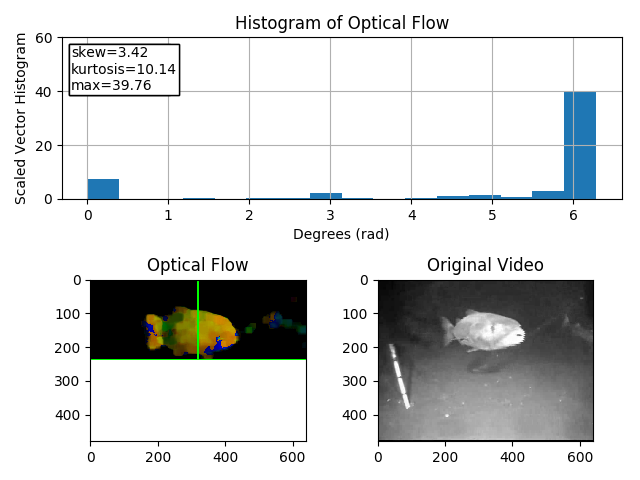 Histogram of Optical Flow
skew=3.42
kurtosis=10.14
max=39.76
Scaled Vector Histogram
60
40
20
0
0 1 2 3 4 5 6
Degrees (rad)
Optical Flow
0
100
200
300
400
0 200 400 600
Original Video
0
100
200
300
400
0 200 400 600